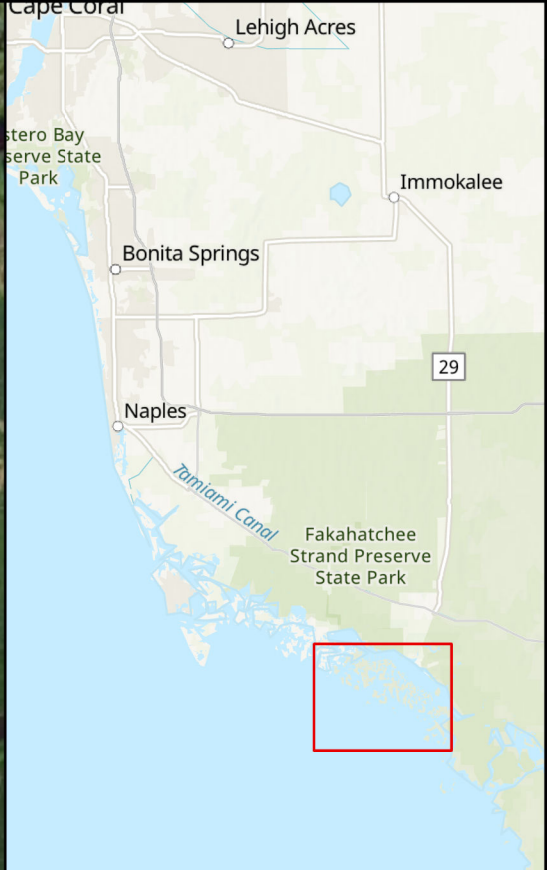 Cape Coral
Lehigh Acres
stero Bay
serve State
Park
Immokalee
Bonita Springs
29
Naples
Tamiami Canal
Fakahatchee
Strand Preserve
State Park